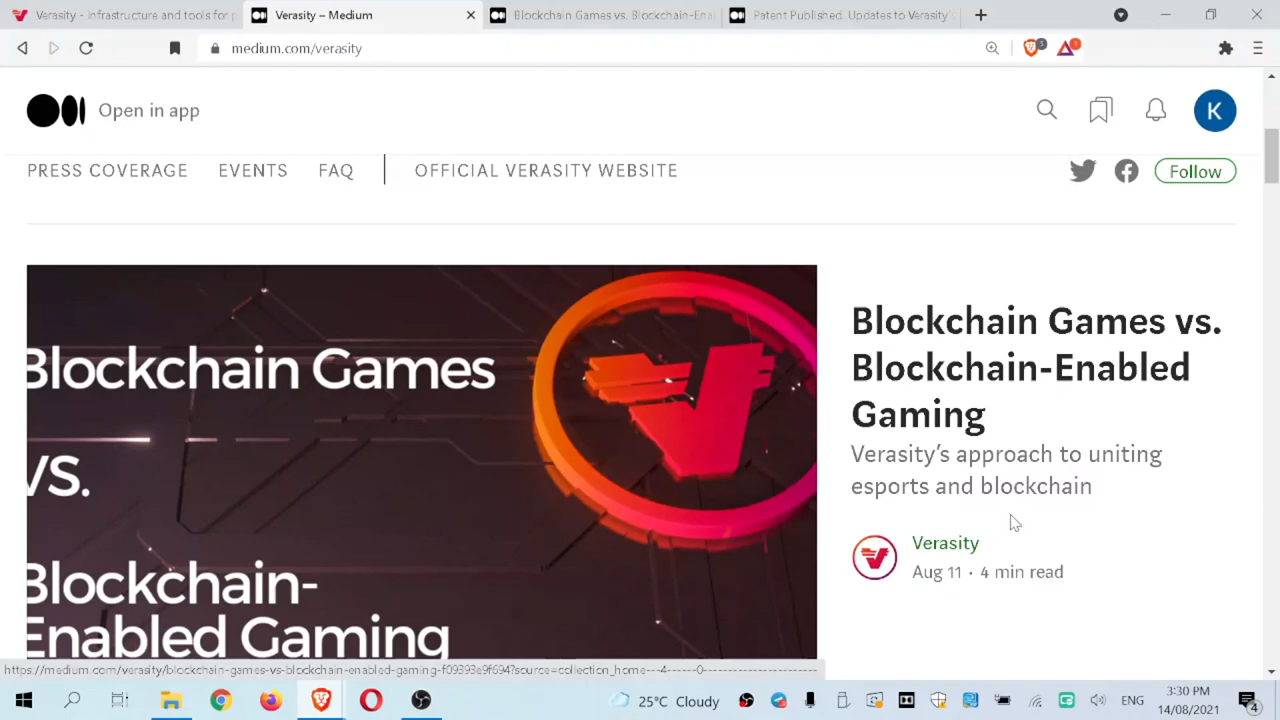 Verasity - Infrastructure and tools for p
Verasity – Medium
Blockchain Games vs. Blockchain-Ena
Patent Published. Updates to Verasity's
medium.com/verasity
Open in app
K
PRESS COVERAGE
EVENTS
FAQ
OFFICIAL VERASITY WEBSITE
Follow
Blockchain Games
vs.
Blockchain-
Enabled Gaming
Blockchain Games vs.
Blockchain-Enabled
Gaming
Verasity's approach to uniting
esports and blockchain
Verasity
Aug 11 · 4 min read
https://medium.com/verasity/blockchain-games-vs-blockchain-enabled-gaming-f09393e9f694?source=collection_home---4------0-----------------------
25°C Cloudy
ENG
3:30 PM
14/08/2021
4